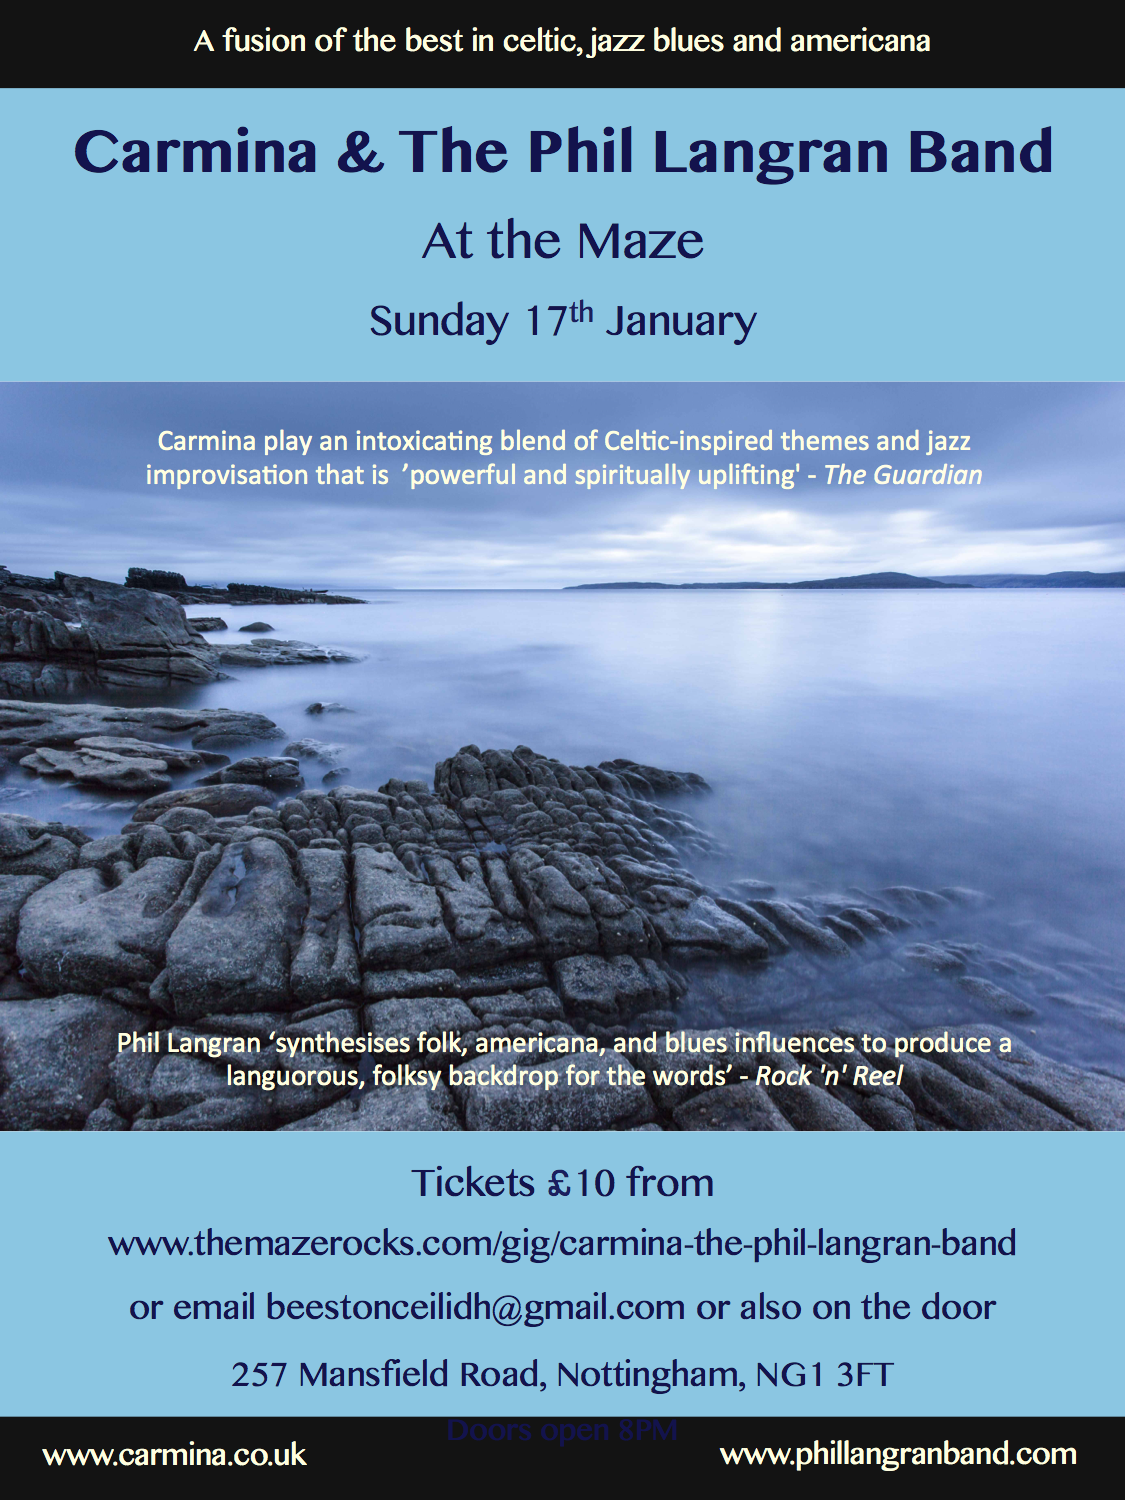 A fusion of the best in celtic, jazz blues and americana
Carmina & The Phil Langran Band
At the Maze
Sunday 17th January
Carmina play an intoxicating blend of Celtic-inspired themes and jazz
improvisation that is ’powerful and spiritually uplifting' - The Guardian
Phil Langran ‘synthesises folk, americana, and blues influences to produce a
languorous, folksy backdrop for the words’ - Rock 'n' Reel
Tickets £10 from
www.themazerocks.com/gig/carmina-the-phil-langran-band
or email beestonceilidh@gmail.com or also on the door
257 Mansfield Road, Nottingham, NG1 3FT
Doors open 8PM
www.carmina.co.uk www.phillangranband.com